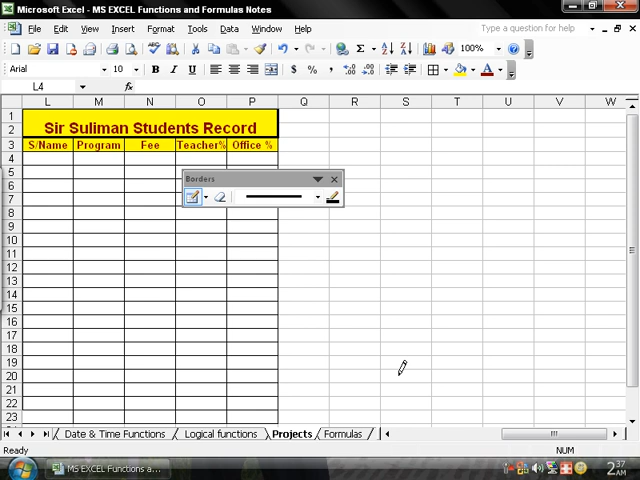 Microsoft Excel - MS EXCEL Functions and Formulas Notes
File Edit View Insert Format Tools Data Window Help Type a question for help
100%
Arial 10 B I U $ % ,
L4 fx
L M N O P Q R S T U V W
1
2 Sir Suliman Students Record
3 S/Name Program Fee Teacher% Office %
4
5
Borders
6
7
8
9
10
11
12
13
14
15
16
17
18
19
20
21
22
23
Date & Time Functions Logical functions Projects Formulas
Ready NUM
MS EXCEL Functions a... 2:37 AM